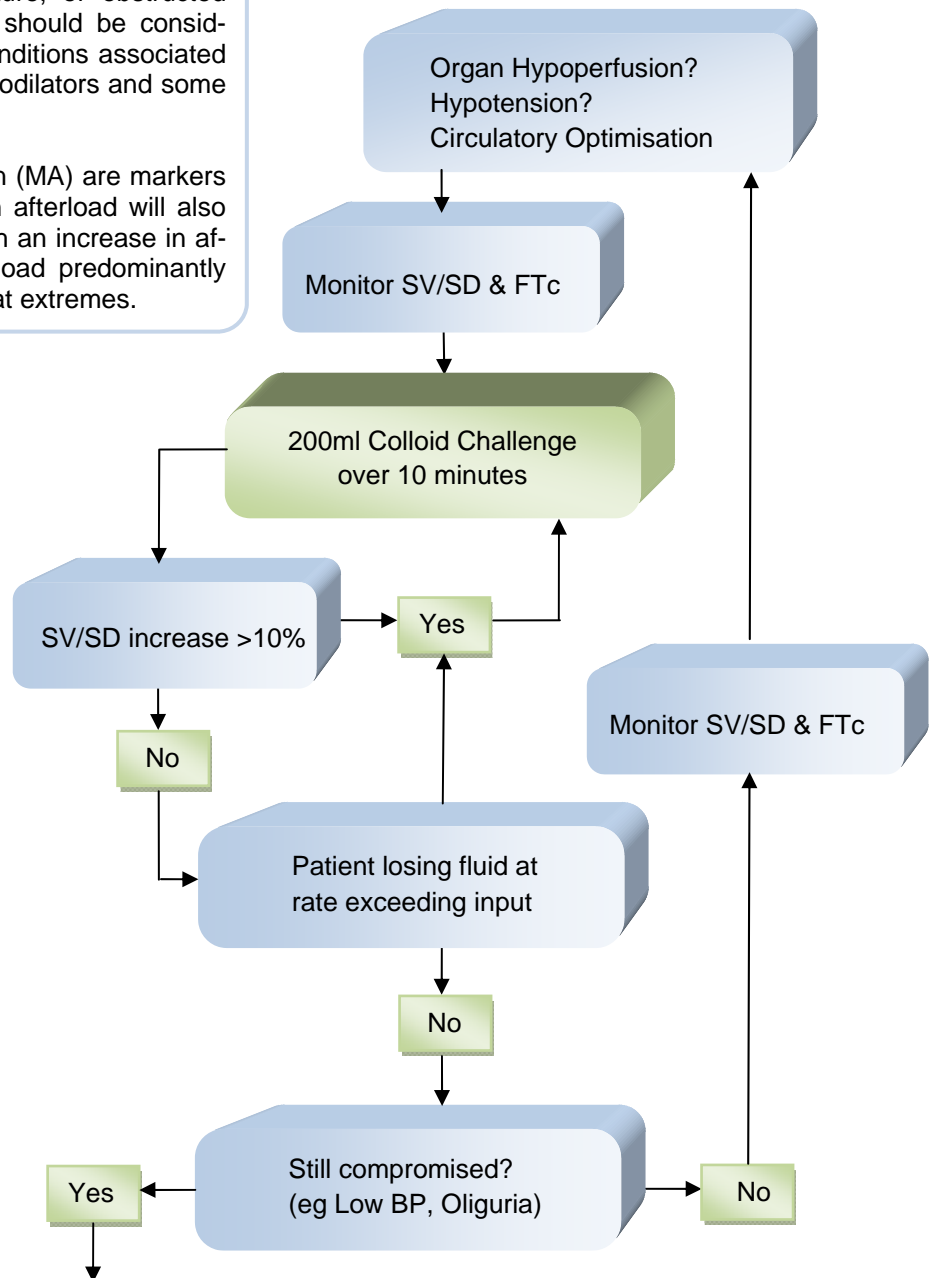 should be consid-
nditions associated
odilators and some
n (MA) are markers
afterload will also
n an increase in af-
oad predominantly
at extremes.
Organ Hypoperfusion?
Hypotension?
Circulatory Optimisation
Monitor SV/SD & FTc
200ml Colloid Challenge
over 10 minutes
SV/SD increase >10%
Yes
No
Monitor SV/SD & FTc
Patient losing fluid at
rate exceeding input
No
Still compromised?
(eg Low BP, Oliguria)
Yes
No